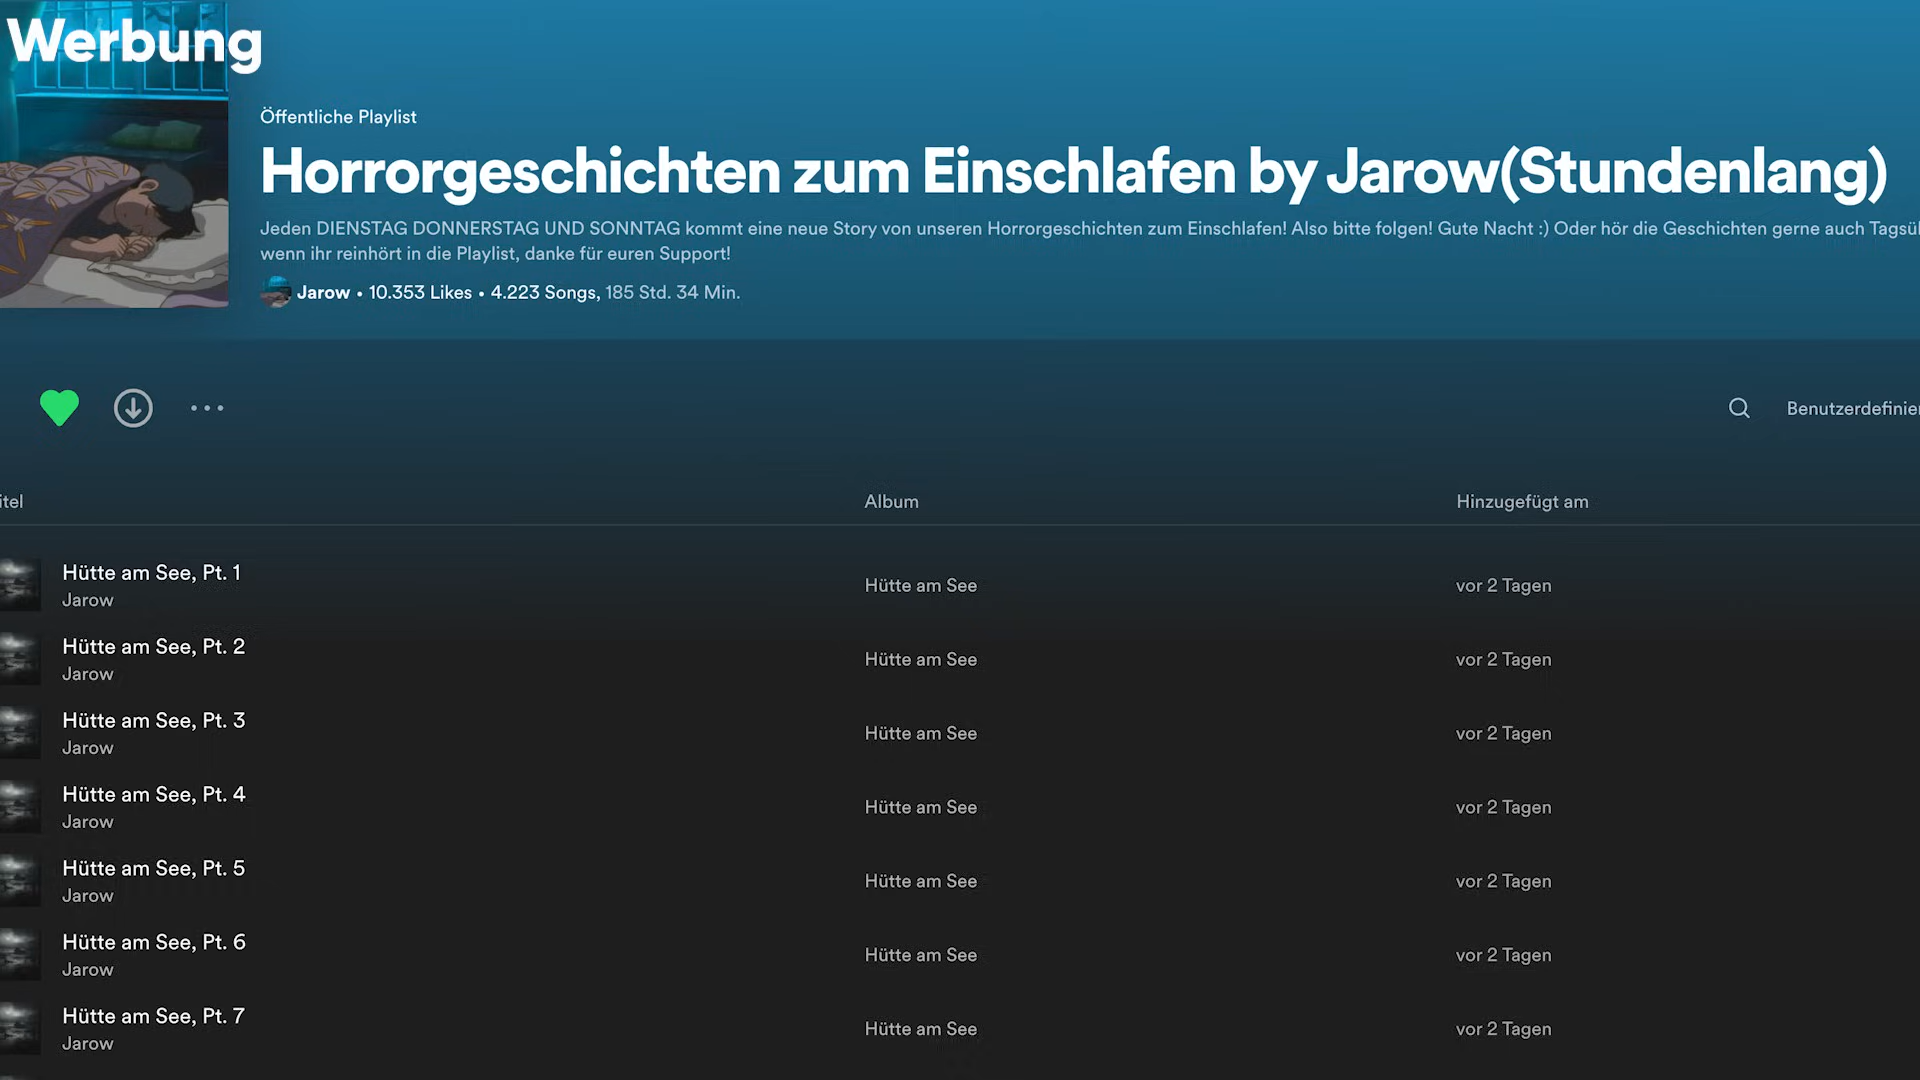 Werbung
Öffentliche Playlist
Horrorgeschichten zum Einschlafen by Jarow(Stundenlang)
Jeden DIENSTAG DONNERSTAG UND SONNTAG kommt eine neue Story von unseren Horrorgeschichten zum Einschlafen! Also bitte folgen! Gute Nacht :) Oder hör die Geschichten gerne auch
wenn ihr reinhört in die Playlist, danke für euren Support!
Jarow • 10.353 Likes • 4.223 Songs, 185 Std. 34 Min.
Album Hinzugefügt am
Hütte am See, Pt. 1
Jarow
Hütte am See
vor 2 Tagen
Hütte am See, Pt. 2
Jarow
Hütte am See
vor 2 Tagen
Hütte am See, Pt. 3
Jarow
Hütte am See
vor 2 Tagen
Hütte am See, Pt. 4
Jarow
Hütte am See
vor 2 Tagen
Hütte am See, Pt. 5
Jarow
Hütte am See
vor 2 Tagen
Hütte am See, Pt. 6
Jarow
Hütte am See
vor 2 Tagen
Hütte am See, Pt. 7
Jarow
Hütte am See
vor 2 Tagen